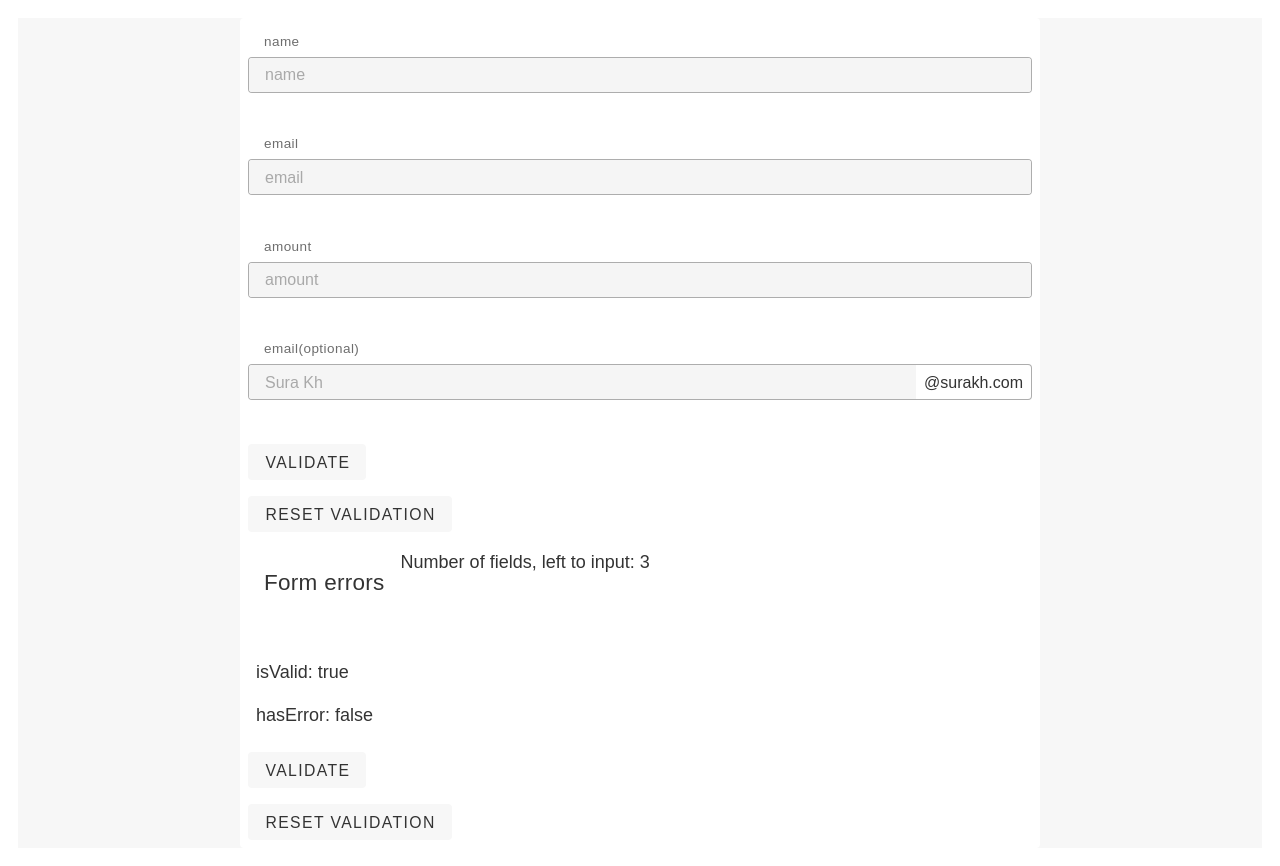 name
name
email
email
amount
amount
email(optional)
Sura Kh @surakh.com
VALIDATE
RESET VALIDATION
Number of fields, left to input: 3
Form errors
isValid: true
hasError: false
VALIDATE
RESET VALIDATION